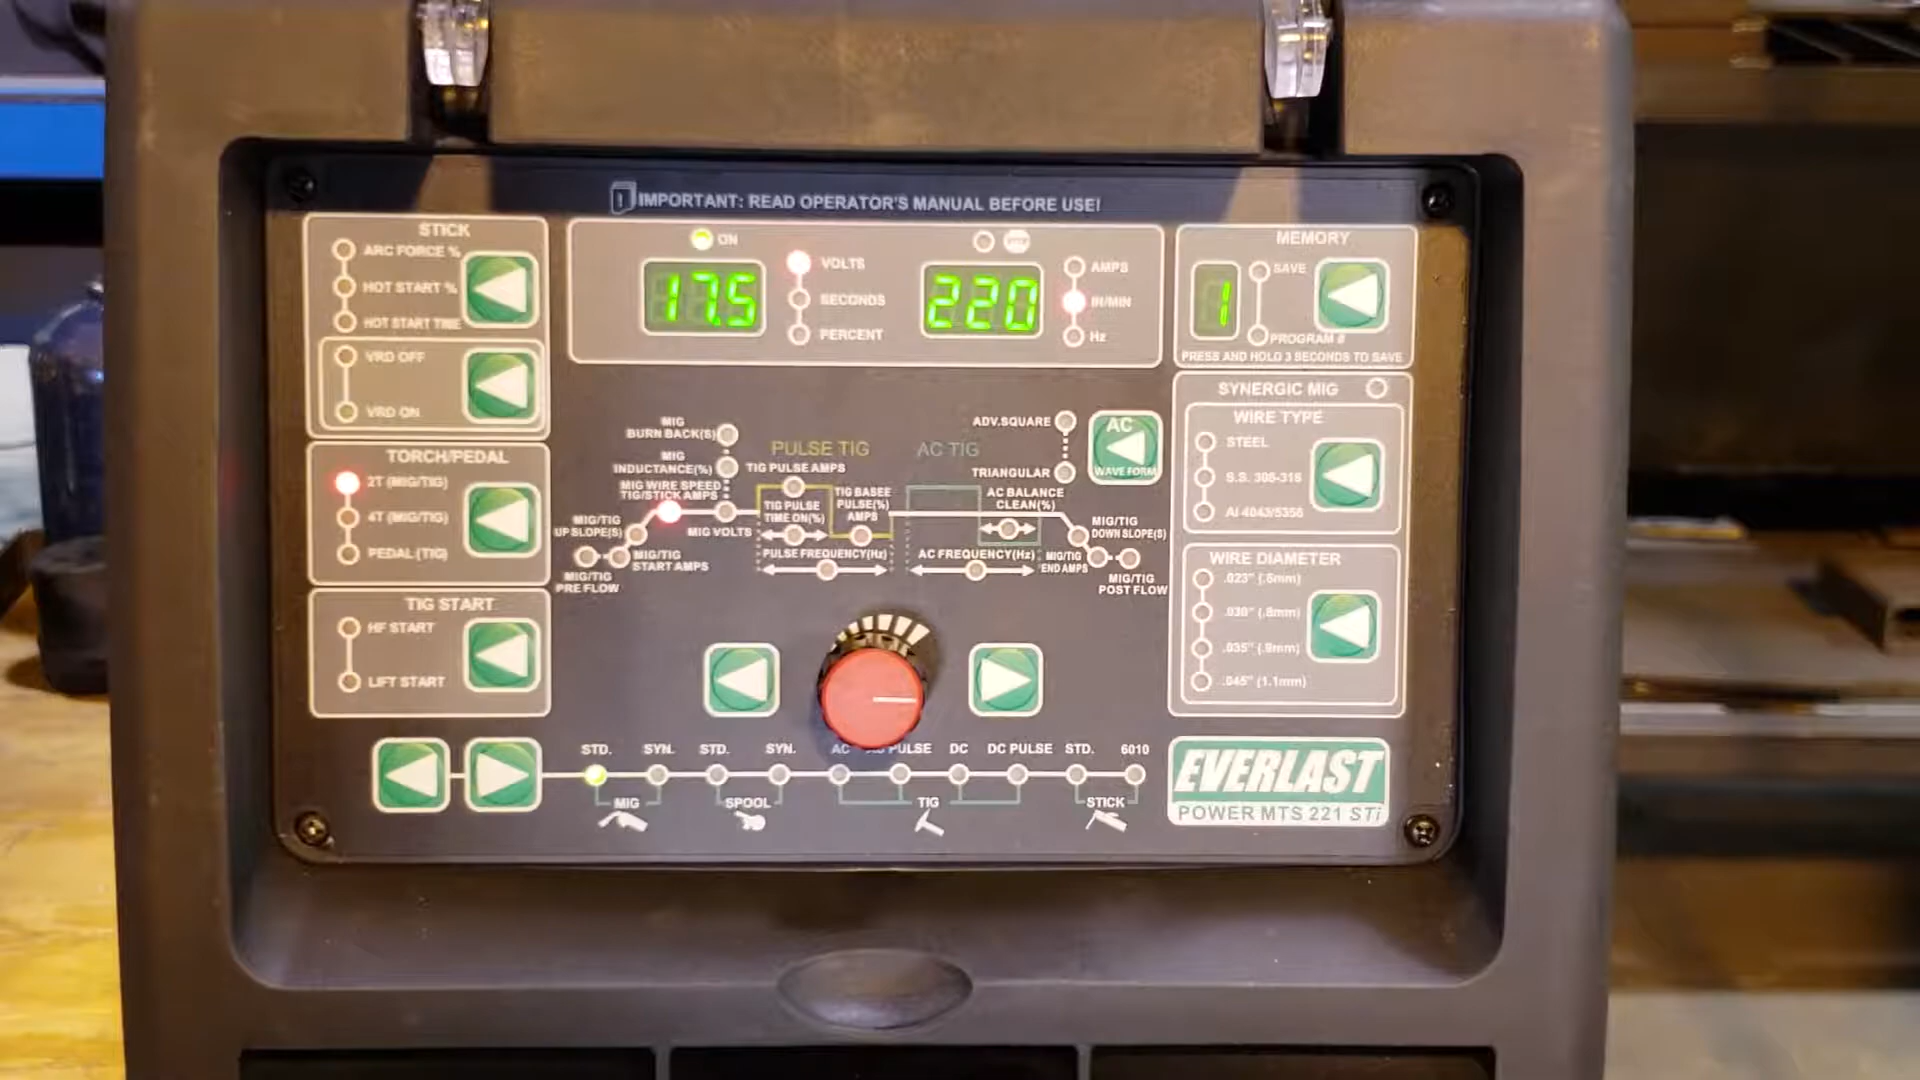 IMPORTANT: READ OPERATOR'S MANUAL BEFORE USE!
STICK
ARC FORCE %
HOT START %
HOT START TIME
VRD OFF
VRD ON
TORCH/PEDAL
2T (MIG/TIG)
4T (MIG/TIG)
PEDAL (TIG)
TIG START
HF START
LIFT START
ON
17.5
VOLTS
SECONDS
PERCENT
220
AMPS
IN/MIN
Hz
MEMORY
1
SAVE
PROGRAM #
PRESS AND HOLD 3 SECONDS TO SAVE
SYNERGIC MIG
WIRE TYPE
STEEL
S.S. 308-316
Al 4043/5356
WIRE DIAMETER
.023" (.6mm)
.030" (.8mm)
.035" (.9mm)
.045" (1.1mm)
MIG
BURN BACK(S)
MIG
INDUCTANCE(%)
MIG WIRE SPEED
TIG/STICK AMPS
MIG/TIG
UP SLOPE(S)
MIG/TIG
START AMPS
MIG/TIG
PRE FLOW
MIG VOLTS
PULSE TIG
TIG PULSE AMPS
TIG PULSE
TIME ON(%)
TIG BASEE
PULSE(%)
AMPS
PULSE FREQUENCY(Hz)
AC TIG
ADV.SQUARE
TRIANGULAR
AC
WAVE FORM
AC BALANCE
CLEAN(%)
AC FREQUENCY(Hz)
MIG/TIG
DOWN SLOPE(S)
MIG/TIG
END AMPS
MIG/TIG
POST FLOW
STD. SYN. STD. SYN. AC PULSE DC DC PULSE STD. 6010
MIG SPOOL TIG STICK
EVERLAST
POWER MTS 221 STi